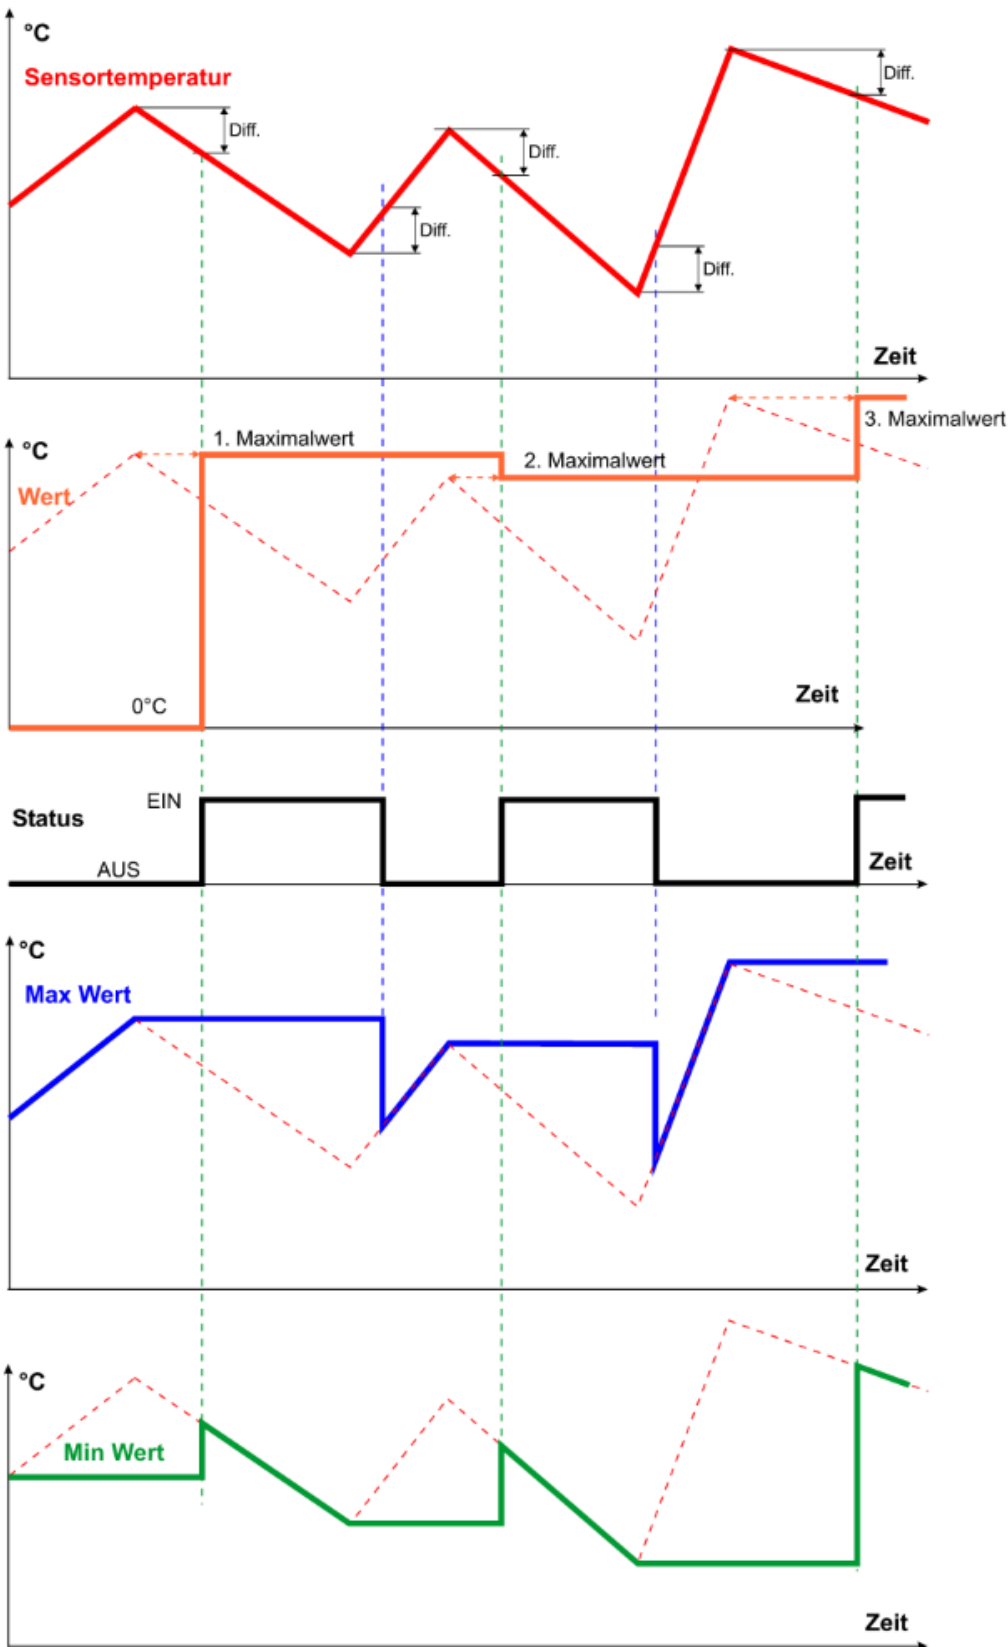 °C
Sensortemperatur
Diff.
Diff.
Diff.
Diff.
Diff.
Zeit
°C
1. Maximalwert
3. Maximalwert
2. Maximalwert
Wert
0°C
Zeit
EIN
Status
AUS
Zeit
°C
Max Wert
Zeit
°C
Min Wert
Zeit